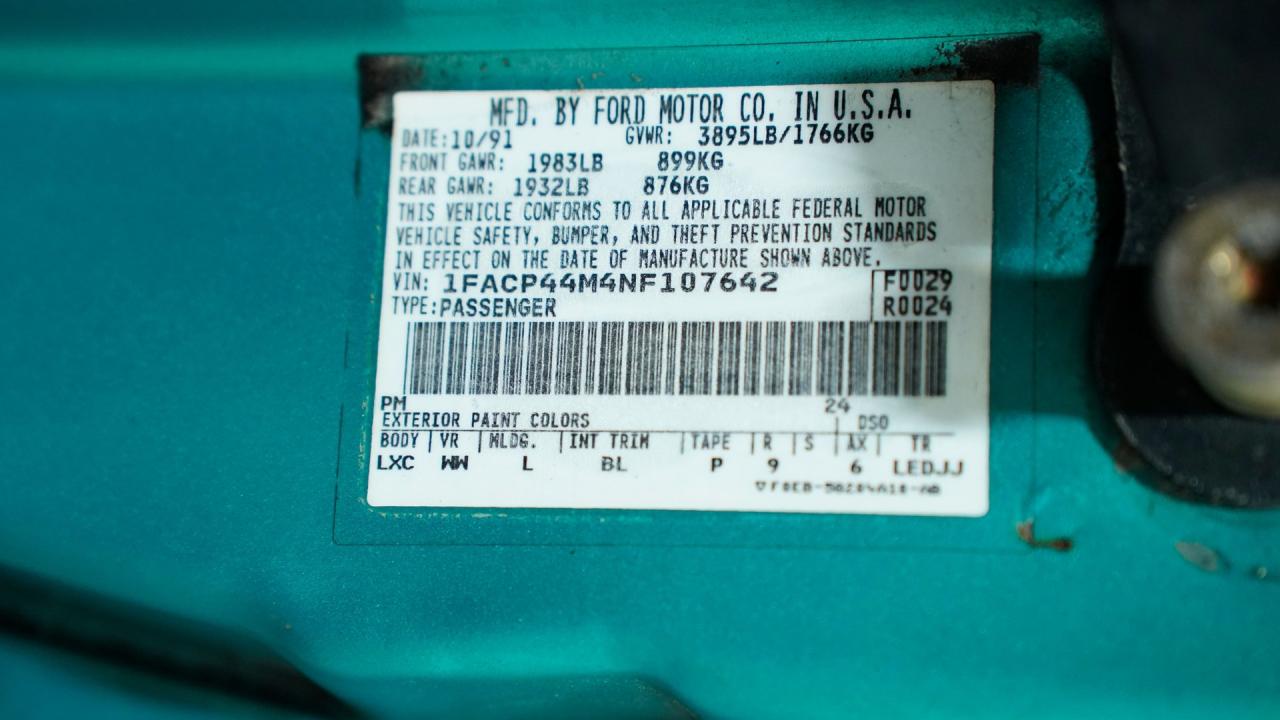 MFD. BY FORD MOTOR CO. IN U.S.A.
DATE: 10/91 GVWR: 3895LB/1766KG
FRONT GAWR: 1983LB 899KG
REAR GAWR: 1932LB 876KG
THIS VEHICLE CONFORMS TO ALL APPLICABLE FEDERAL MOTOR
VEHICLE SAFETY, BUMPER, AND THEFT PREVENTION STANDARDS
IN EFFECT ON THE DATE OF MANUFACTURE SHOWN ABOVE.
VIN: 1FACP44M4NF107642 F0029
TYPE: PASSENGER R0024
PM 24
EXTERIOR PAINT COLORS DSO
BODY VR MLDG. INT TRIM TAPE R S AX TR
LXC WW L BL P 9 6 LEDJJ